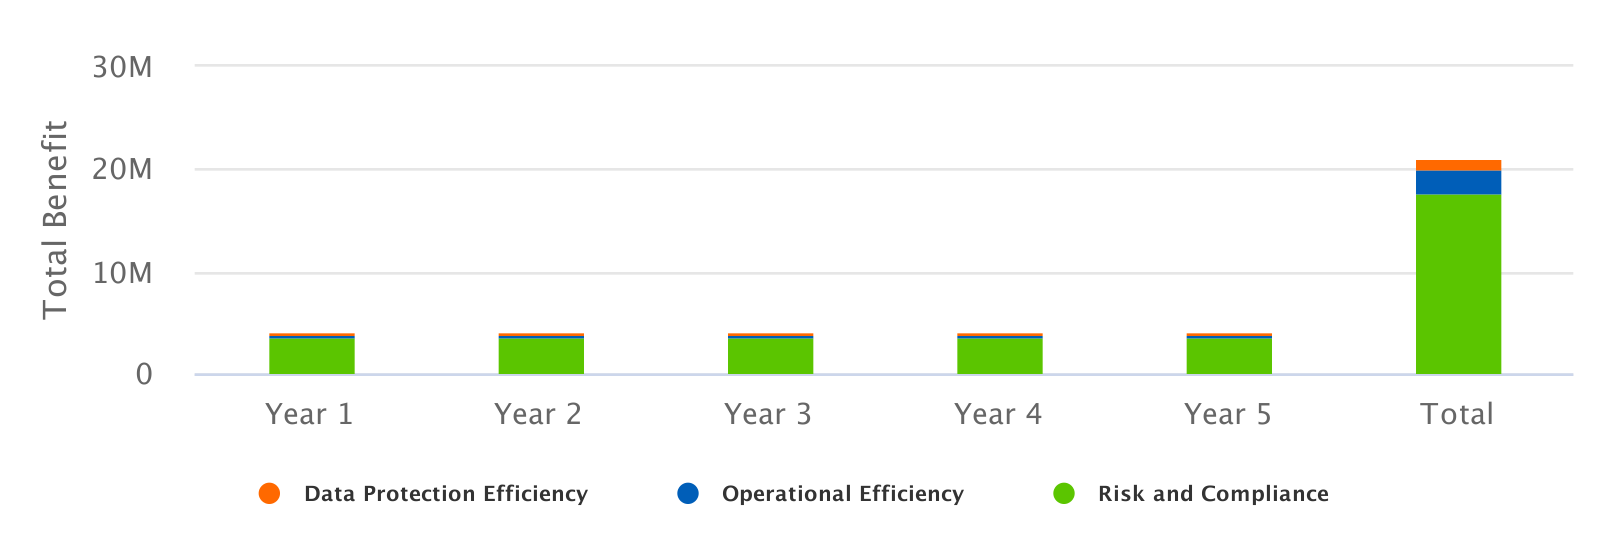 30M
20M
10M
0
Total Benefit
Year 1 Year 2 Year 3 Year 4 Year 5 Total
Data Protection Efficiency Operational Efficiency Risk and Compliance